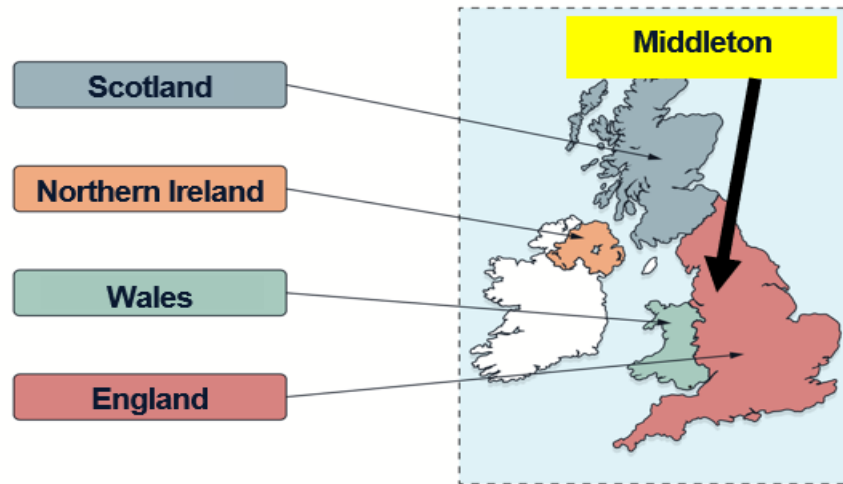 Middleton
Scotland
Northern Ireland
Wales
England